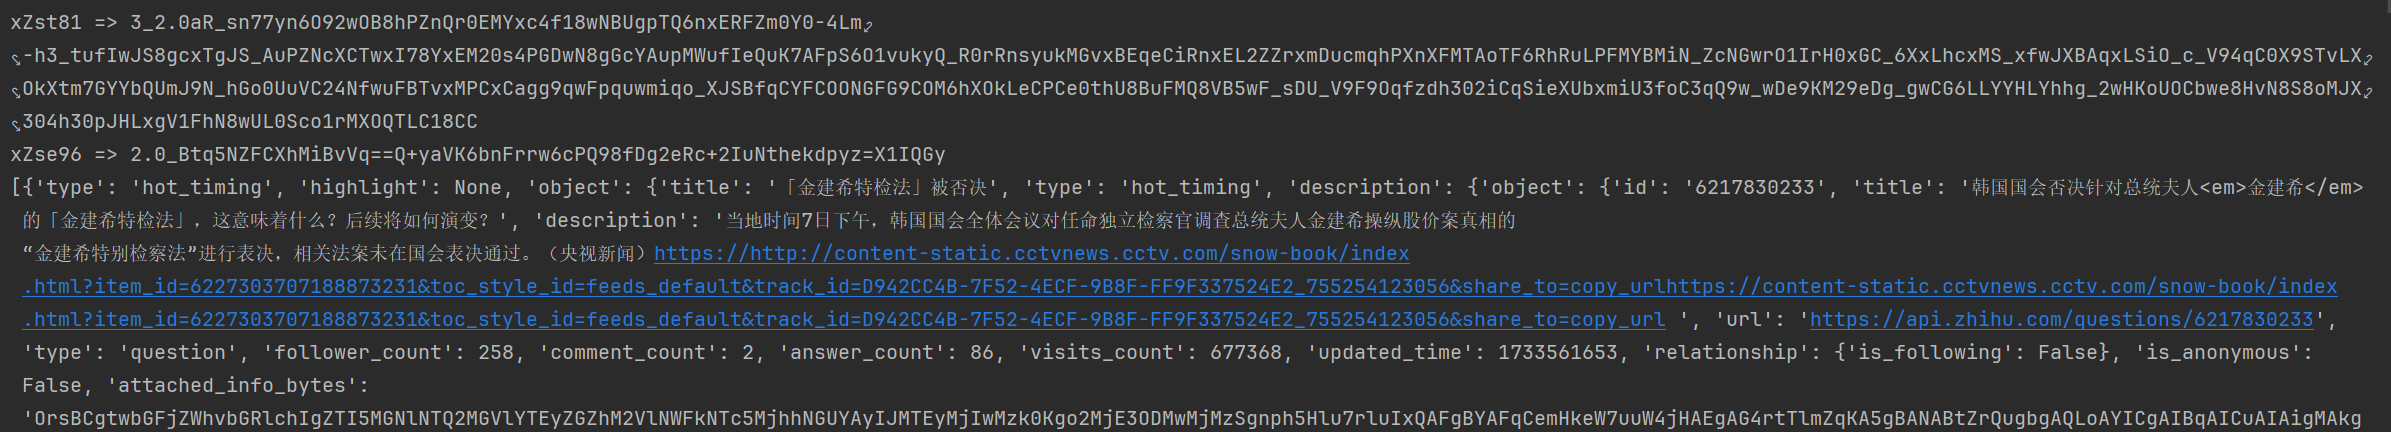 xZst81 => 3_2.0aR_sn77yn6O92wOB8hPZnQr0EMYxc4f18wNBUgpTQ6nxERFZm0Y0-4Lm
-h3_tufIwJS8gcxTgJS_AuPZNcXCTwxI78YxEM20s4PGDwN8gGcYAupMWufIeQuK7AFpS6O1vukyQ_R0rRnsyukMGvxBEqeCiRnxEL2ZZrxmDucmqhPXnXFMTAoTF6RhRuLPFMYBMiN_ZcNGwrO1IrH0xGC_6XxLhcxMS_xfwJXBAqxLSiO_c_V94qC0X9STvLX
OkXtm7GYYbQUmJ9N_hGo0UuVC24NfwuFBTvxMPCxCagg9qwFpquwmiqo_XJSBfqCYFCOONGFG9COM6hXOkLeCPCe0thU8BuFMQ8VB5wF_sDU_V9F9Oqfzdh302iCqSieXUbxmiU3foC3qQ9w_wDe9KM29eDg_gwCG6LLYYHLYhhg_2wHKoUOCbwe8HvN8S8oMJX
304h30pJHLxgV1FhN8wUL0Sco1rMXOQTLC18CC
xZse96 => 2.0_Btq5NZFCXhMiBvVq==Q+yaVK6bnFrrw6cPQ98fDg2eRc+2IuNthekdpyz=X1IQGy
[{'type': 'hot_timing', 'highlight': None, 'object': {'title': '「金建希特检法」被否决', 'type': 'hot_timing', 'description': {'object': {'id': '6217830233', 'title': '韩国国会否决针对总统夫人<em>金建希</em>
的「金建希特检法」，这意味着什么？后续将如何演变？', 'description': '当地时间7日下午，韩国国会全体会议对任命独立检察官调查总统夫人金建希操纵股价案真相的
“金建希特别检察法”进行表决，相关法案未在国会表决通过。（央视新闻）https://http://content-static.cctvnews.cctv.com/snow-book/index
.html?item_id=6227303707188873231&toc_style_id=feeds_default&track_id=D942CC4B-7F52-4ECF-9B8F-FF9F337524E2_755254123056&share_to=copy_urlhttps://content-static.cctvnews.cctv.com/snow-book/index
.html?item_id=6227303707188873231&toc_style_id=feeds_default&track_id=D942CC4B-7F52-4ECF-9B8F-FF9F337524E2_755254123056&share_to=copy_url ', 'url': 'https://api.zhihu.com/questions/6217830233',
'type': 'question', 'follower_count': 258, 'comment_count': 2, 'answer_count': 86, 'visits_count': 677368, 'updated_time': 1733561653, 'relationship': {'is_following': False}, 'is_anonymous':
False, 'attached_info_bytes':
'OrsBCgtwbGFjZWhvbGRlchIgZTI5MGNlNTQ2MGVlYTEyZGZhM2VlNWFkNTc5MjhhNGUYAyIJMTEyMjIwMzk0Kgo2MjE3ODMwMjMzSgnph5Hlu7rluIxQAFgBYAFqCemHkeW7uuW4jHAEgAG4rtTlmZqKA5gBANABtZrQugbgAQLoAYICgAIBqAICuAIAigMAkg